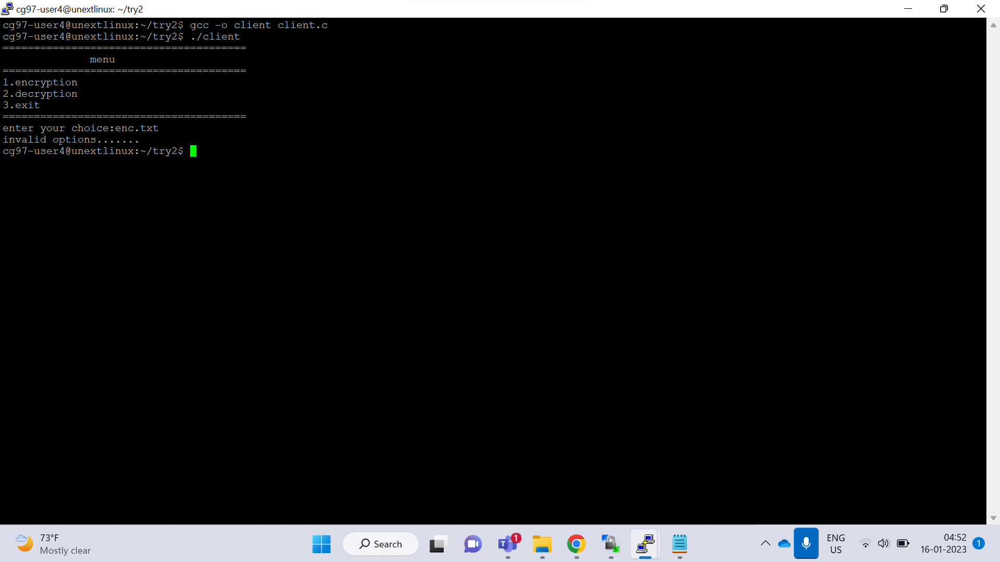 cg97-user4@unextlinux: ~/try2
cg97-user4@unextlinux:~/try2$ gcc -o client client.c
cg97-user4@unextlinux:~/try2$ ./client
=======================================
menu
=======================================
1.encryption
2.decryption
3.exit
=======================================
enter your choice:enc.txt
invalid options.......
cg97-user4@unextlinux:~/try2$
73°F
Mostly clear
Search
T
1
ENG
US
04:52
16-01-2023
1